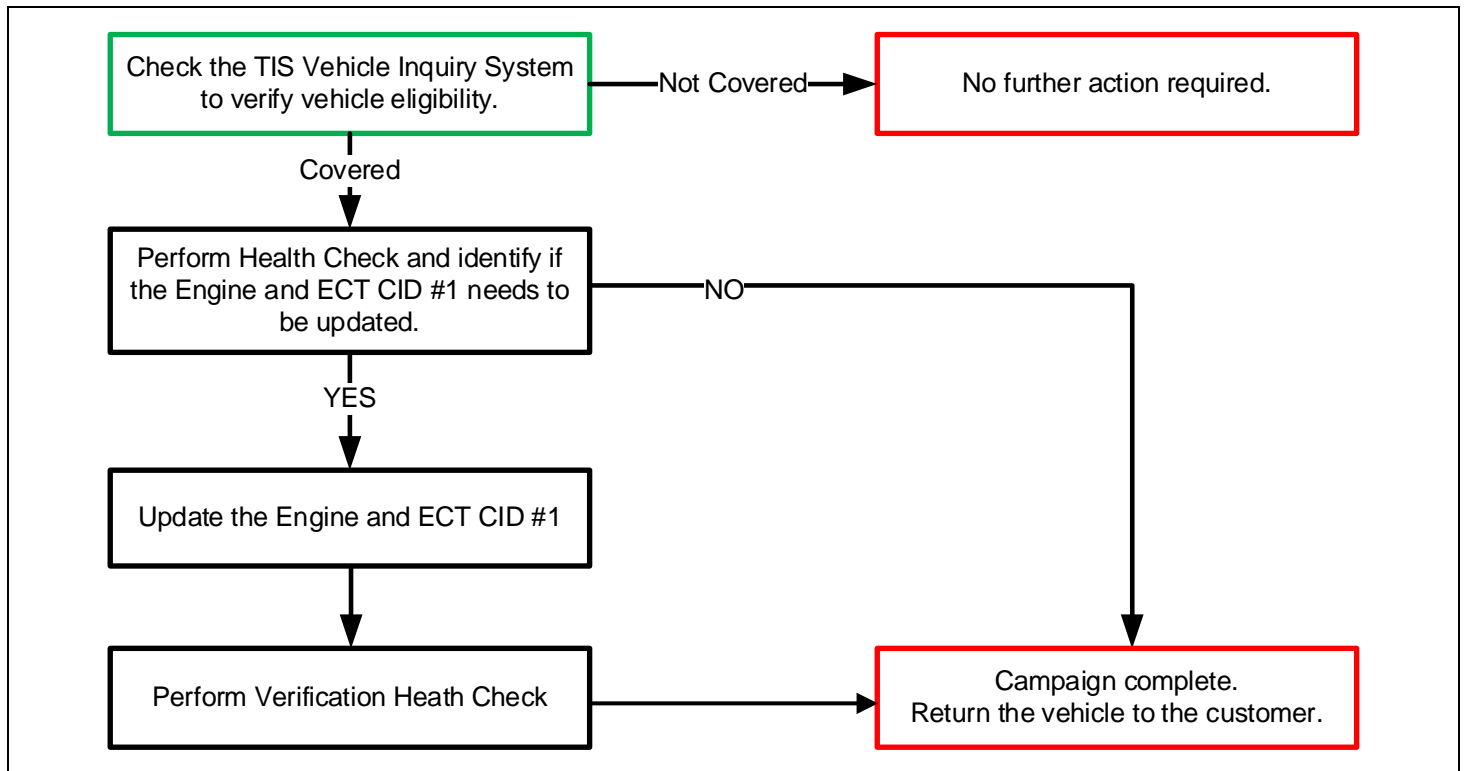 Check the TIS Vehicle Inquiry System
to verify vehicle eligibility.
Not Covered
No further action required.
Covered
Perform Health Check and identify if
the Engine and ECT CID #1 needs to
be updated.
NO
YES
Update the Engine and ECT CID #1
Perform Verification Heath Check
Campaign complete.
Return the vehicle to the customer.